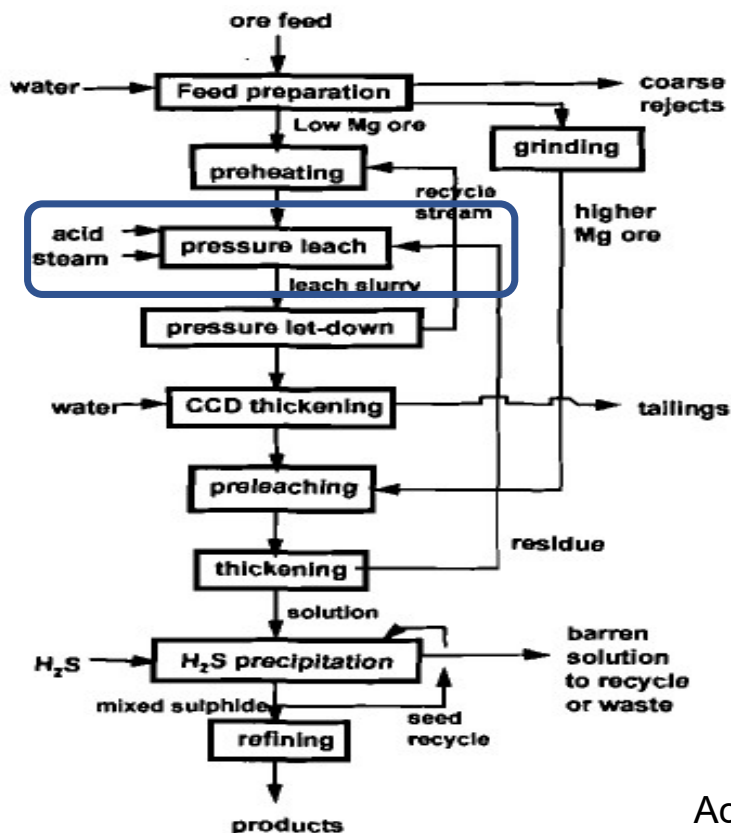 ore feed
water
Feed preparation
coarse
rejects
Low Mg ore
grinding
preheating
recycle
stream
higher
Mg ore
acid
steam
pressure leach
leach slurry
pressure let-down
water
CCD thickening
tailings
preleaching
residue
thickening
solution
H₂S
H₂S precipitation
barren
solution
to recycle
or waste
mixed sulphide
seed
recycle
refining
products
Ac